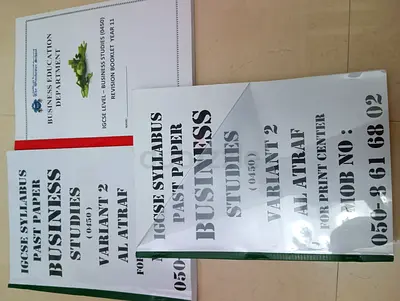 BUSINESS EDUCATION
DEPARTMENT
IGCSE LEVEL – BUSINESS STUDIES (0450)
REVISION BOOKLET YEAR 11
IGCSE SYLLABUS
PAST PAPER
BUSINESS
STUDIES
(0450)
VARIANT 2
AL ATRAF
FOR
050
IGCSE SYLLABUS
PAST PAPER
BUSINESS
STUDIES
(0450)
VARIANT 2
AL ATRAF
FOR PRINT CENTER
MOB NO :
050-8 61 68 02